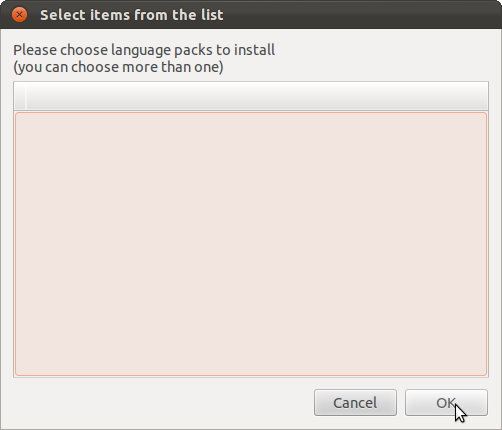 Select items from the list
Please choose language packs to install
(you can choose more than one)
Cancel
OK